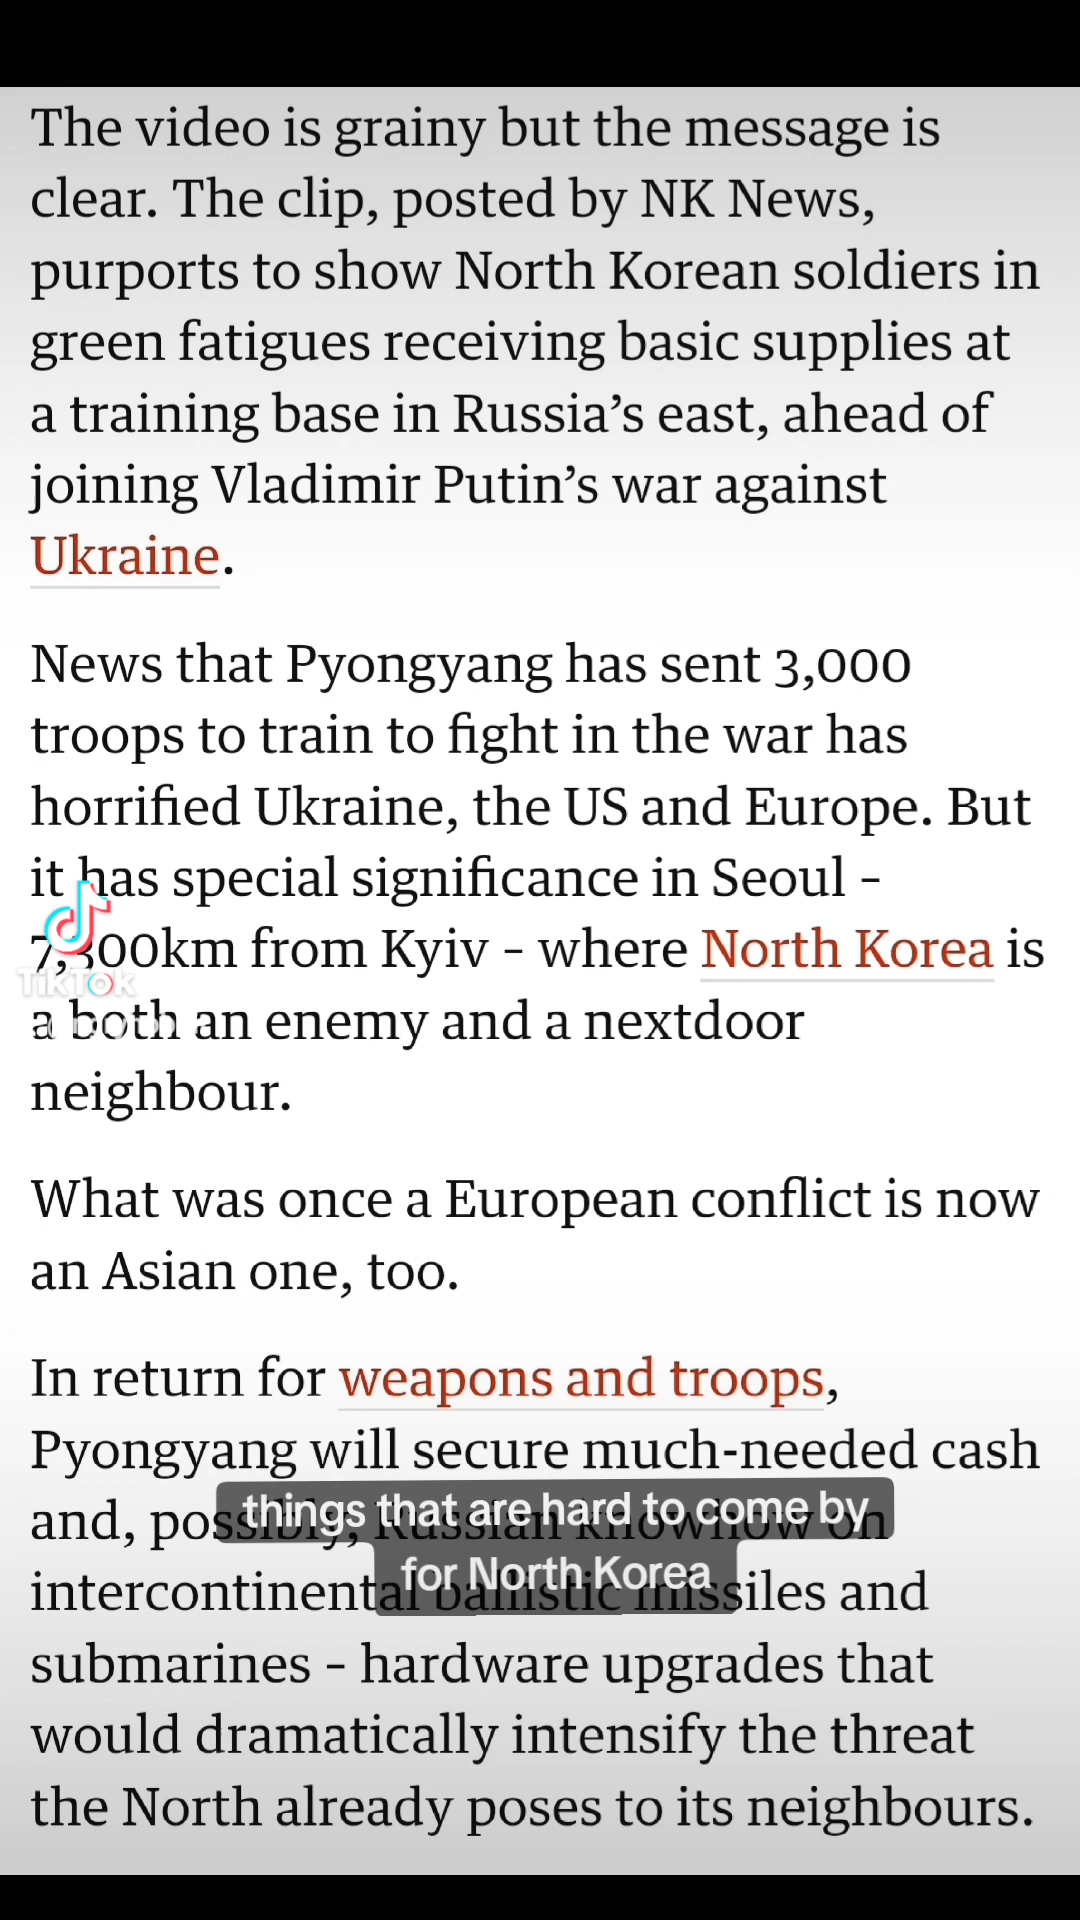 The video is grainy but the message is
clear. The clip, posted by NK News,
purports to show North Korean soldiers in
green fatigues receiving basic supplies at
a training base in Russia’s east, ahead of
joining Vladimir Putin’s war against
Ukraine.
News that Pyongyang has sent 3,000
troops to train to fight in the war has
horrified Ukraine, the US and Europe. But
it has special significance in Seoul –
7,300km from Kyiv – where North Korea is
a both an enemy and a nextdoor
neighbour.
TikTok
What was once a European conflict is now
an Asian one, too.
In return for weapons and troops,
Pyongyang will secure much-needed cash
and, possibly, Russian knowhow on
intercontinental ballistic missiles and
submarines – hardware upgrades that
would dramatically intensify the threat
the North already poses to its neighbours.
things that are hard to come by
for North Korea